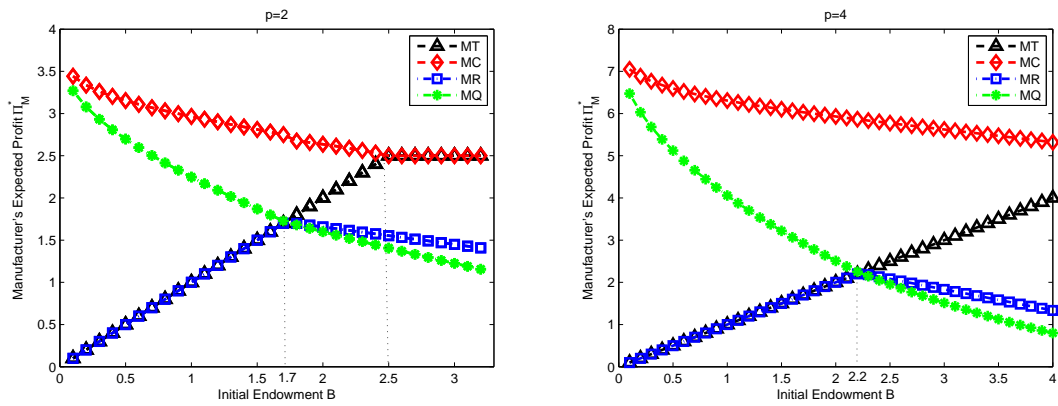 p=2
Manufacturer's Expected Profit Π*M
4
3.5
3
2.5
2
1.5
1
0.5
0
MT
MC
MR
MQ
0 0.5 1 1.5 1.7 2 2.5 3
Initial Endowment B
p=4
Manufacturer's Expected Profit Π*M
8
7
6
5
4
3
2
1
0
MT
MC
MR
MQ
0 0.5 1 1.5 2 2.2 2.5 3 3.5 4
Initial Endowment B